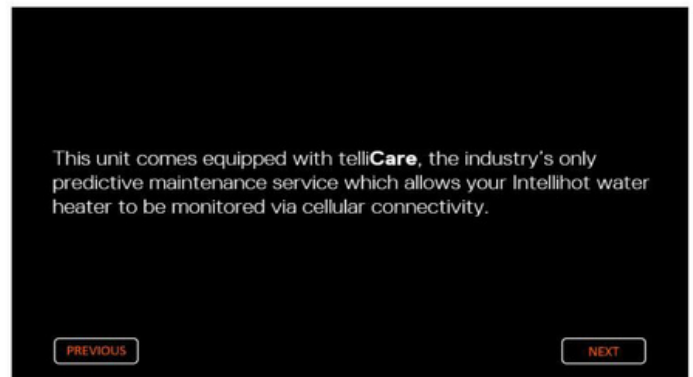 This unit comes equipped with telliCare, the industry's only
predictive maintenance service which allows your Intellihot water
heater to be monitored via cellular connectivity.
PREVIOUS
NEXT